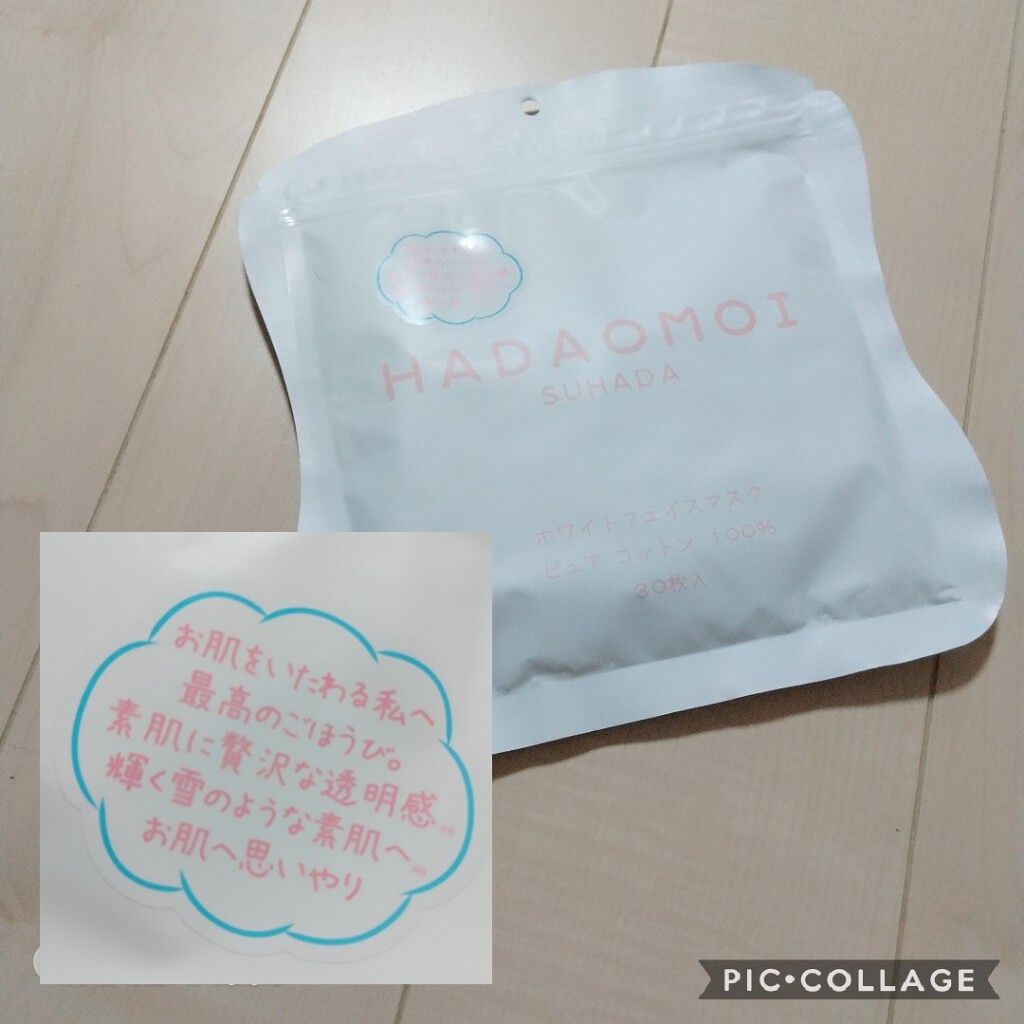 HADAOMOI
SUHADA
ホワイトフェイスマスク
ピュア コットン 100%
30枚入
お肌をいたわる私へ
最高のごほうび。
素肌に贅沢な透明感
輝く雪のような素肌へ
お肌へ思いやり
PIC•COLLAGE